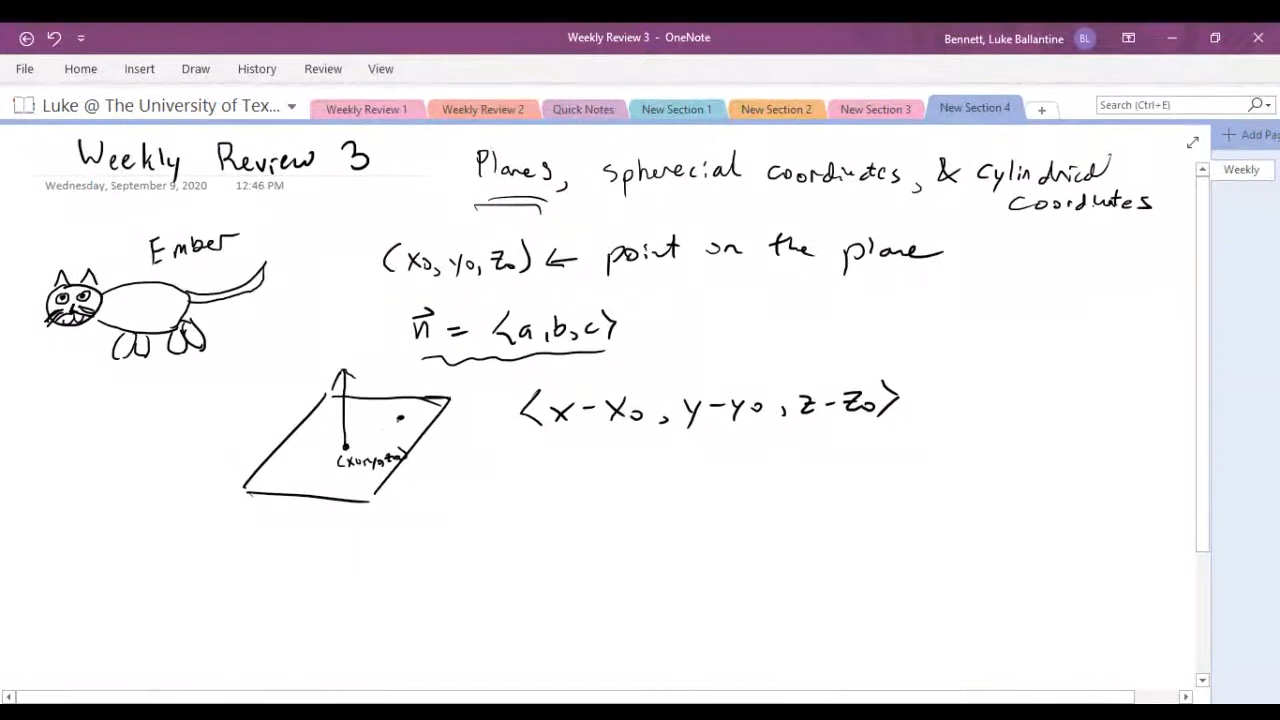 Weekly Review 3 - OneNote
Bennett, Luke Ballantine BL
File Home Insert Draw History Review View
Luke @ The University of Tex...
Weekly Review 1 Weekly Review 2 Quick Notes New Section 1 New Section 2 New Section 3 New Section 4 +
Search (Ctrl+E)
+ Add Pag
Weekly
Weekly Review 3
Wednesday, September 9, 2020 12:46 PM
Planes, spherecial coordinates, & cylindrical
coordinates
Ember
(x₀, y₀, z₀) ← point on the plane
n⃗ = ⟨a, b, c⟩
⟨x - x₀, y - y₀, z - z₀⟩
(x₀, y₀, z₀)